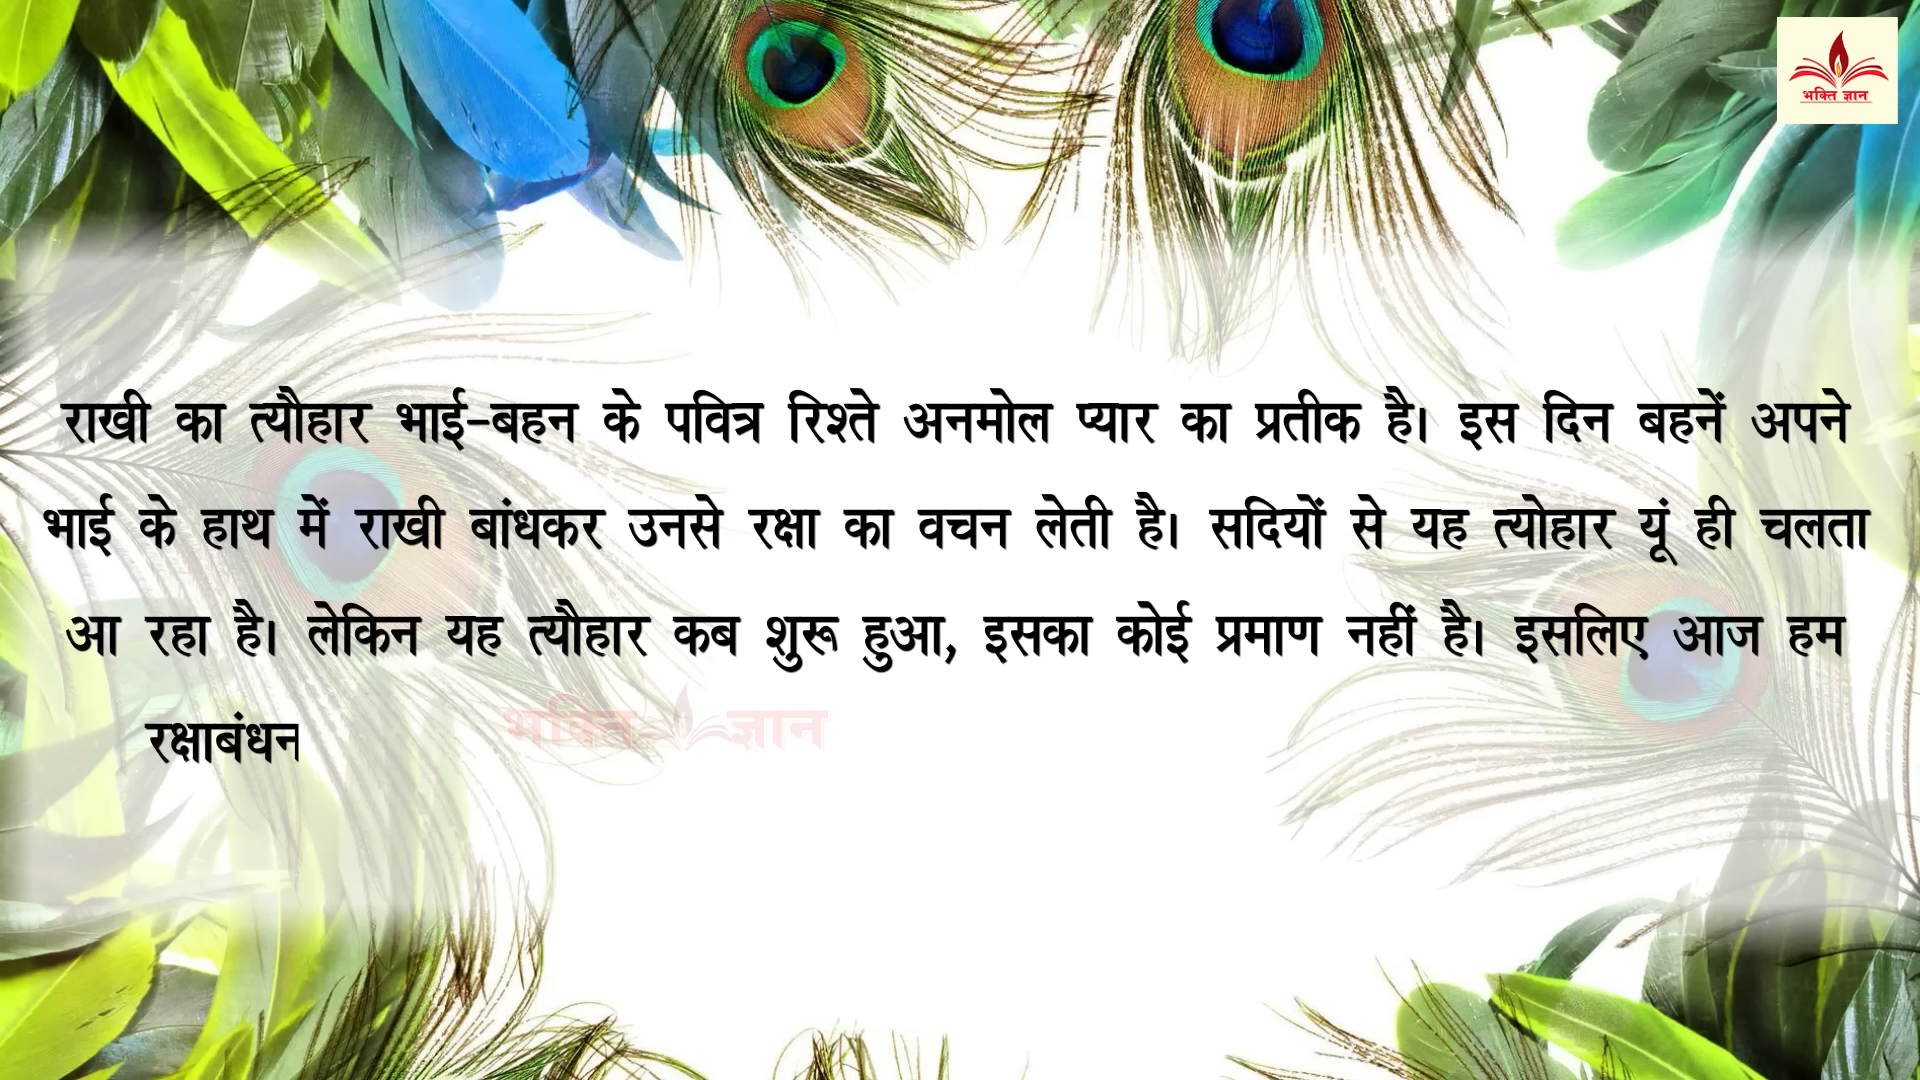 भक्ति ज्ञान
राखी का त्यौहार भाई-बहन के पवित्र रिश्ते अनमोल प्यार का प्रतीक है। इस दिन बहनें अपने
भाई के हाथ में राखी बांधकर उनसे रक्षा का वचन लेती है। सदियों से यह त्योहार यूं ही चलता
आ रहा है। लेकिन यह त्यौहार कब शुरू हुआ, इसका कोई प्रमाण नहीं है। इसलिए आज हम
रक्षाबंधन
भक्ति ज्ञान